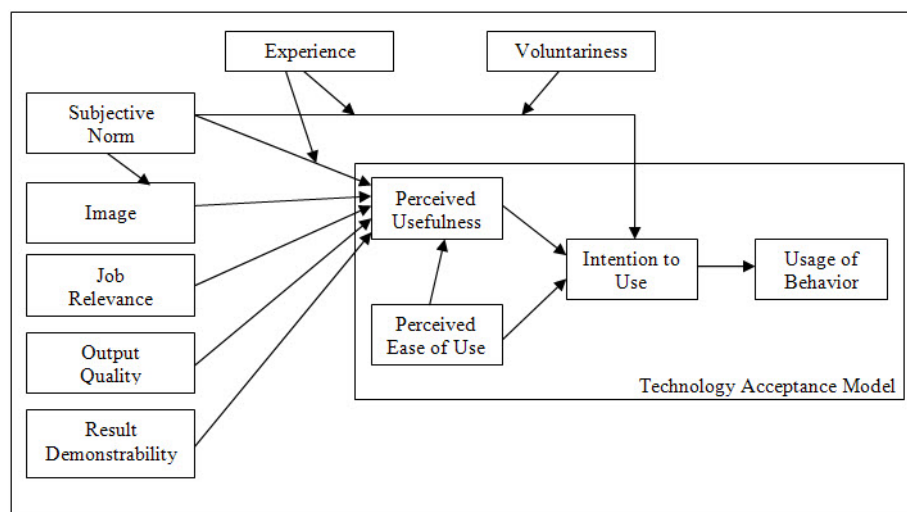 Experience
Voluntariness
Subjective
Norm
Image
Job
Relevance
Output
Quality
Result
Demonstrability
Perceived
Usefulness
Perceived
Ease of Use
Intention to
Use
Usage of
Behavior
Technology Acceptance Model